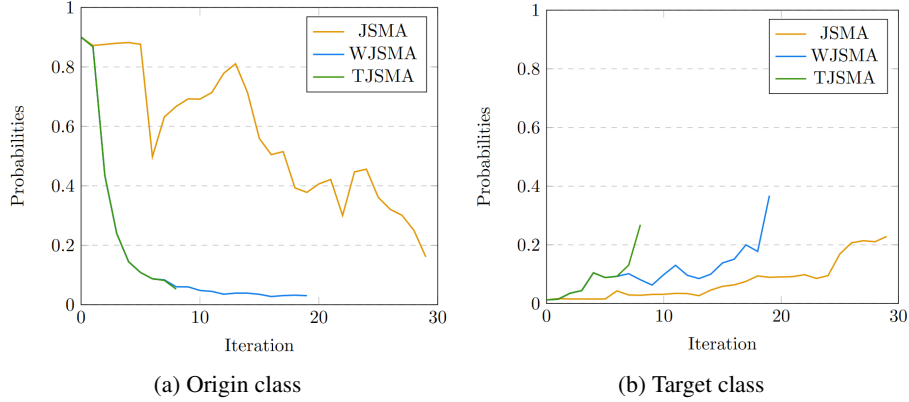 1
0.8
0.6
0.4
0.2
0
0
10
20
30
Probabilities
Iteration
JSMA
WJSMA
TJSMA
(a) Origin class
1
0.8
0.6
0.4
0.2
0
0
10
20
30
Probabilities
Iteration
JSMA
WJSMA
TJSMA
(b) Target class